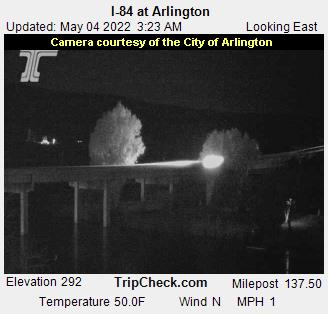 I-84 at Arlington
Updated: May 04 2022 3:23 AM Looking East
Camera courtesy of the City of Arlington
Elevation 292 TripCheck.com Milepost 137.50
Temperature 50.0F Wind N MPH 1